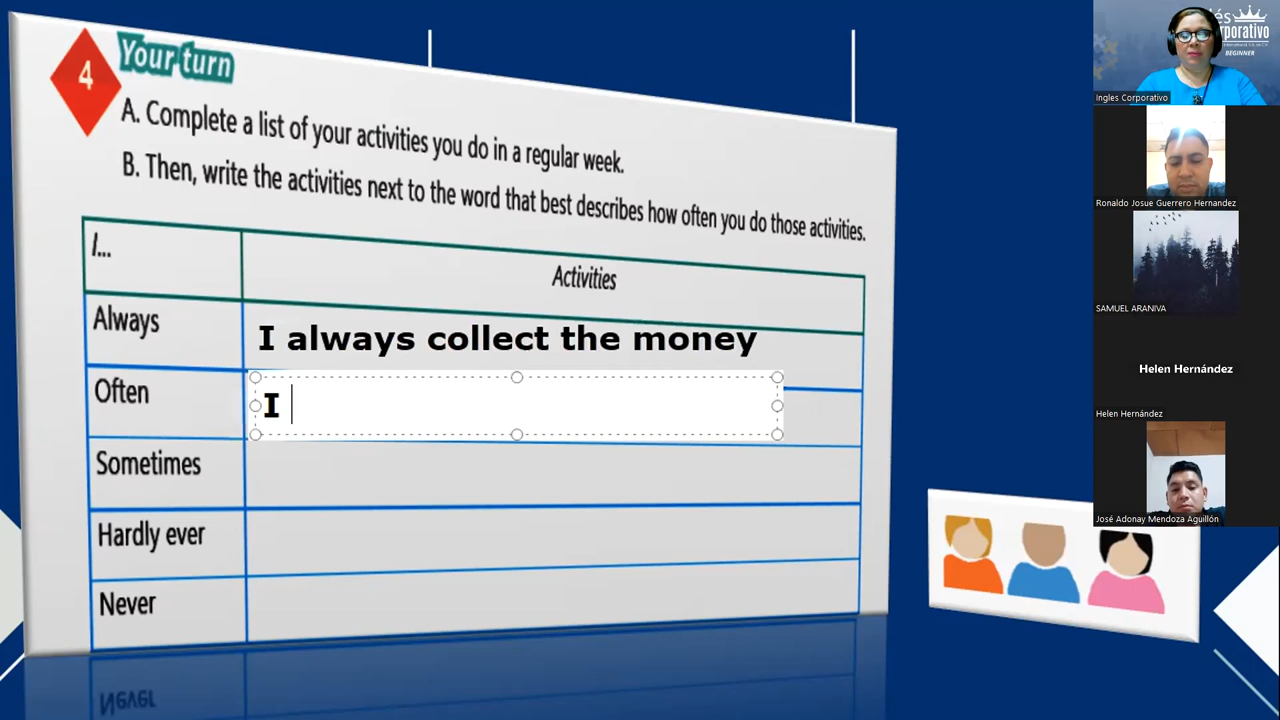 4
Your turn
A. Complete a list of your activities you do in a regular week.
B. Then, write the activities next to the word that best describes how often you do those activities.
I...
Activities
Always
I always collect the money
Often
I
Sometimes
Hardly ever
Never
BEGINNER
Ingles Corporativo
Ronaldo Josue Guerrero Hernandez
SAMUEL ARANIVA
Helen Hernández
Helen Hernández
José Adonay Mendoza Aguillón